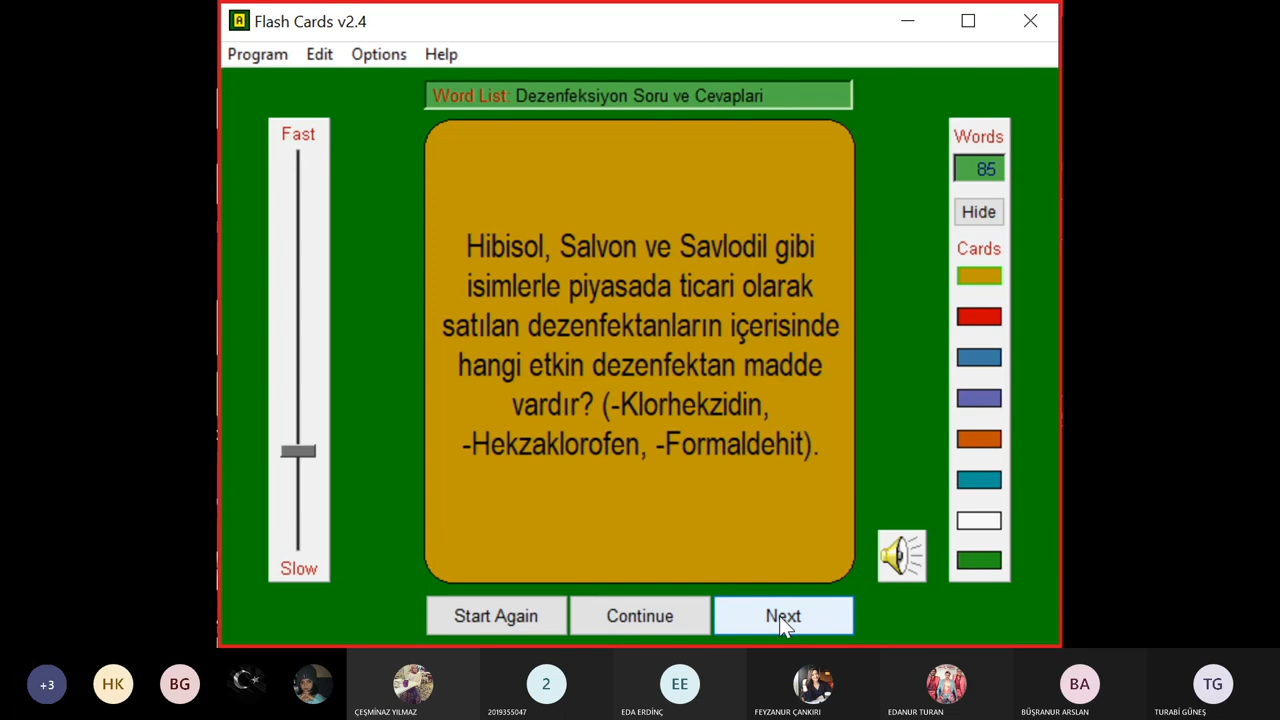 Flash Cards v2.4
Program Edit Options Help
Word List: Dezenfeksiyon Soru ve Cevaplari
Fast
Words
85
Hide
Cards
Hibisol, Salvon ve Savlodil gibi
isimlerle piyasada ticari olarak
satılan dezenfektanların içerisinde
hangi etkin dezenfektan madde
vardır? (-Klorhekzidin,
-Hekzaklorofen, -Formaldehit).
Slow
Start Again Continue Next
+3 HK BG 2 EE BA TG
ÇEŞMİNAZ YILMAZ 2019355047 EDA ERDİNÇ FEYZANUR ÇANKIRI EDANUR TURAN BÜŞRANUR ARSLAN TURABİ GÜNEŞ